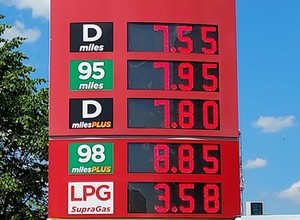 D miles 7.55
95 miles 7.95
D milesPLUS 7.80
98 milesPLUS 8.85
LPG SupraGas 3.58